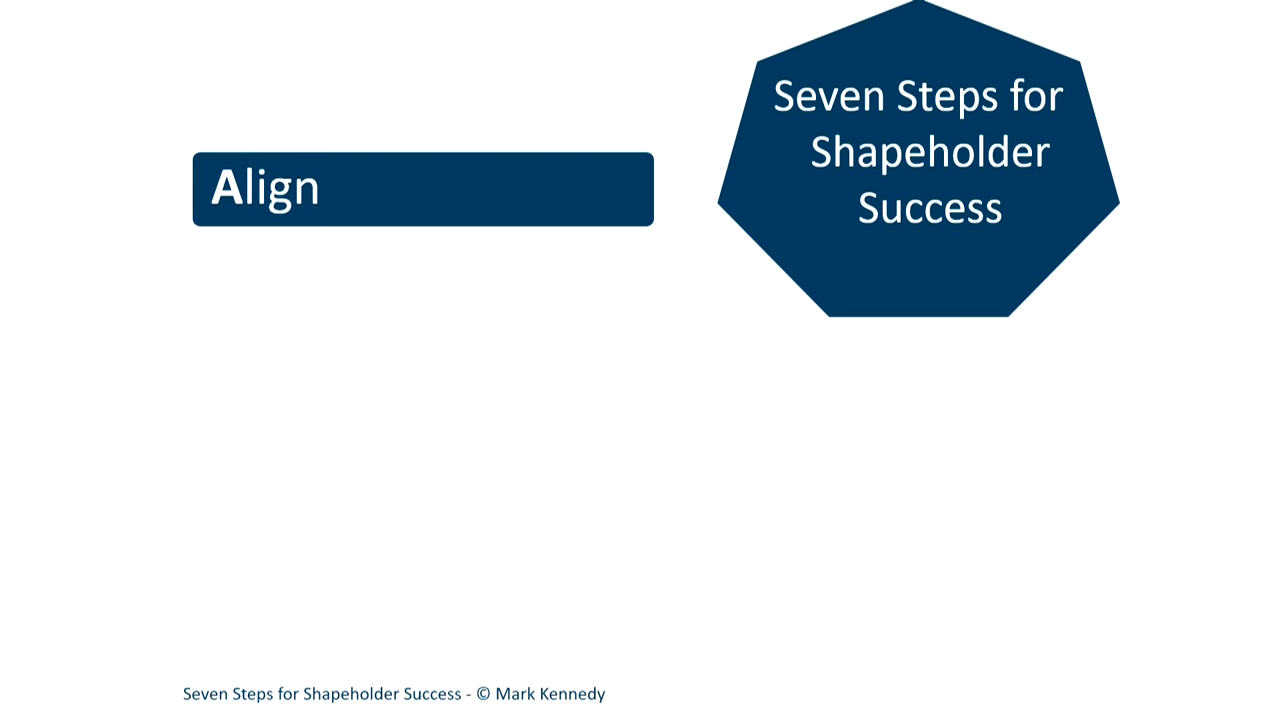 Seven Steps for
Shapeholder
Success
Align
Seven Steps for Shapeholder Success - © Mark Kennedy